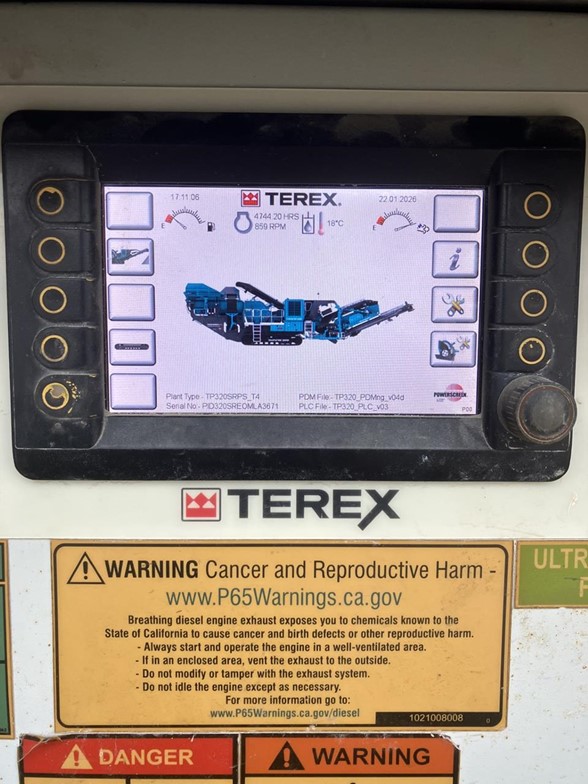 17:11:06
TEREX®
22.01.2026
E
4744.20 HRS
859 RPM
18°C
E
i
Plant Type - TP320SRPS_T4
Serial No - PID320SREOMLA3671
PDM File - TP320_PDMng_v04d
PLC File - TP320_PLC_v03
POWERSCREEN
TEREX
WARNING Cancer and Reproductive Harm -
www.P65Warnings.ca.gov
Breathing diesel engine exhaust exposes you to chemicals known to the
State of California to cause cancer and birth defects or other reproductive harm.
- Always start and operate the engine in a well-ventilated area.
- If in an enclosed area, vent the exhaust to the outside.
- Do not modify or tamper with the exhaust system.
- Do not idle the engine except as necessary.
For more information go to:
www.P65Warnings.ca.gov/diesel
1021008008
ULTR
DANGER
WARNING